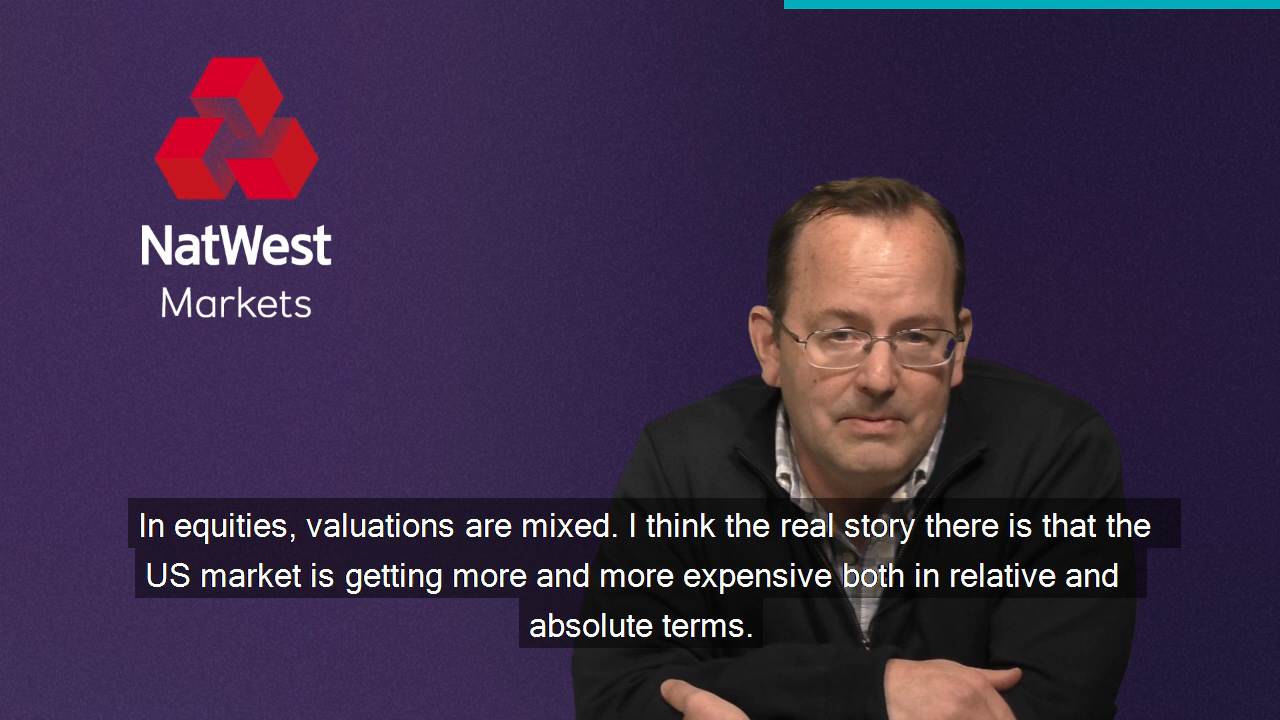 NatWest
Markets
In equities, valuations are mixed. I think the real story there is that the
US market is getting more and more expensive both in relative and
absolute terms.